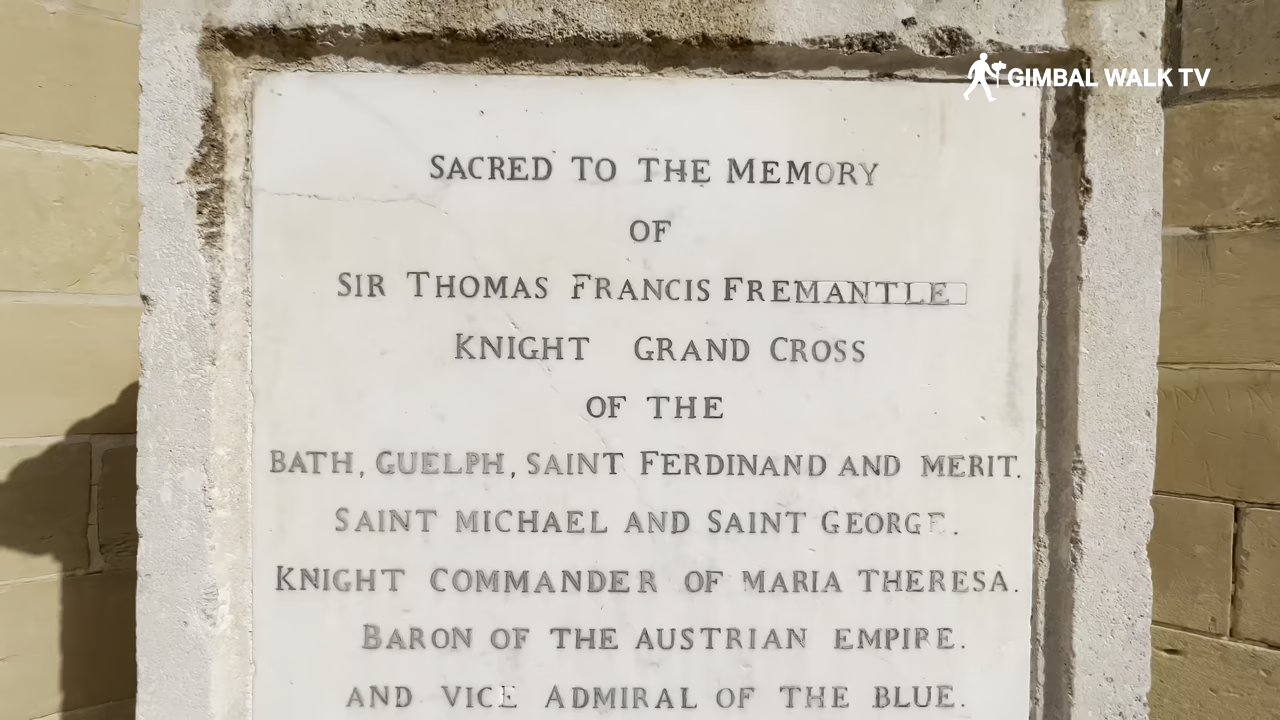 GIMBAL WALK TV
SACRED TO THE MEMORY
OF
SIR THOMAS FRANCIS FREMANTLE
KNIGHT GRAND CROSS
OF THE
BATH, GUELPH, SAINT FERDINAND AND MERIT.
SAINT MICHAEL AND SAINT GEORGE.
KNIGHT COMMANDER OF MARIA THERESA.
BARON OF THE AUSTRIAN EMPIRE.
AND VICE ADMIRAL OF THE BLUE.